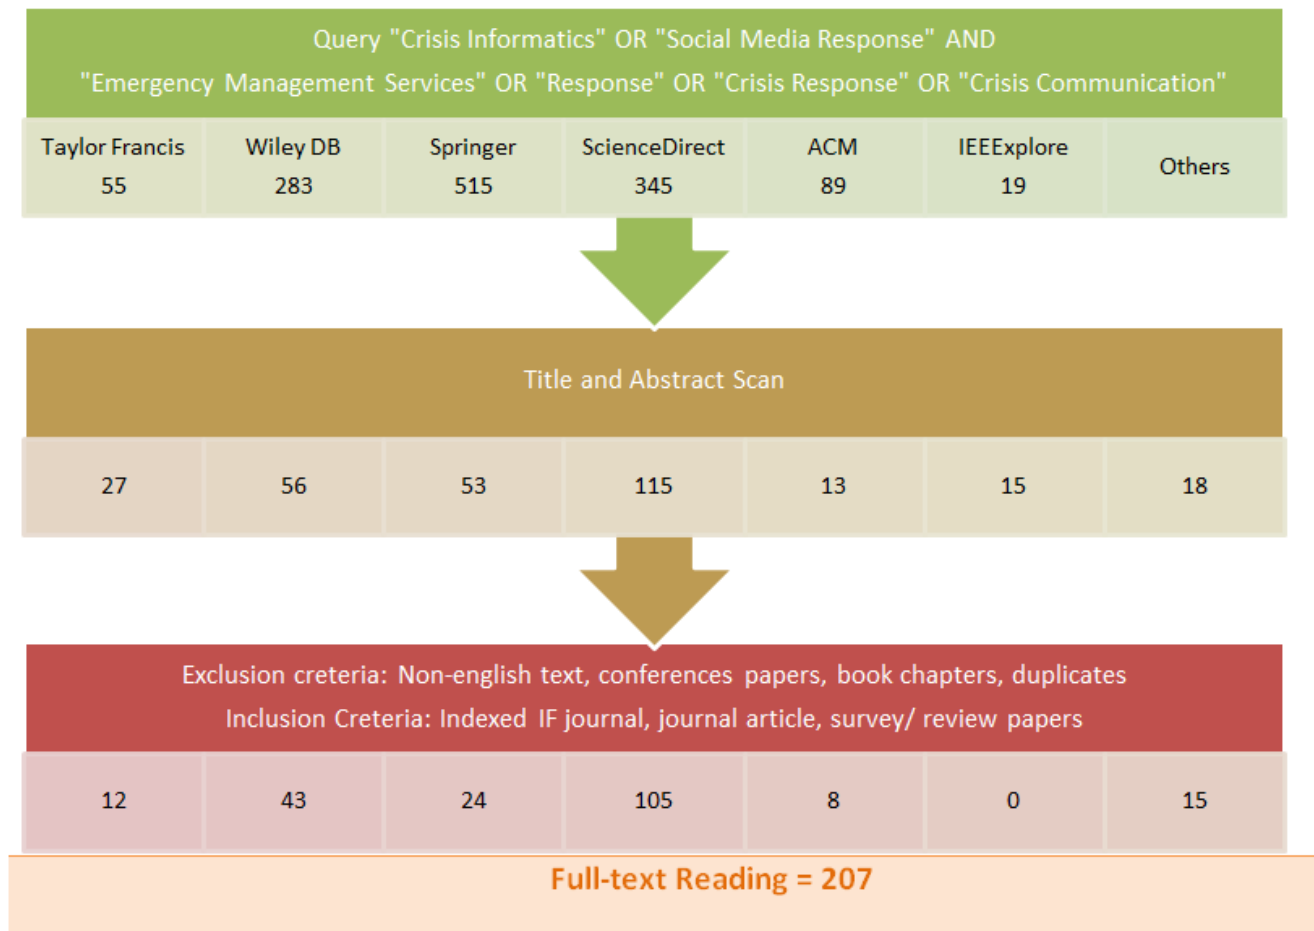 Query "Crisis Informatics" OR "Social Media Response" AND
"Emergency Management Services" OR "Response" OR "Crisis Response" OR "Crisis Communication"
Taylor Francis Wiley DB Springer ScienceDirect ACM IEEExplore Others
55 283 515 345 89 19
Title and Abstract Scan
27 56 53 115 13 15 18
Exclusion creteria: Non-english text, conferences papers, book chapters, duplicates
Inclusion Creteria: Indexed IF journal, journal article, survey/ review papers
12 43 24 105 8 0 15
Full-text Reading = 207